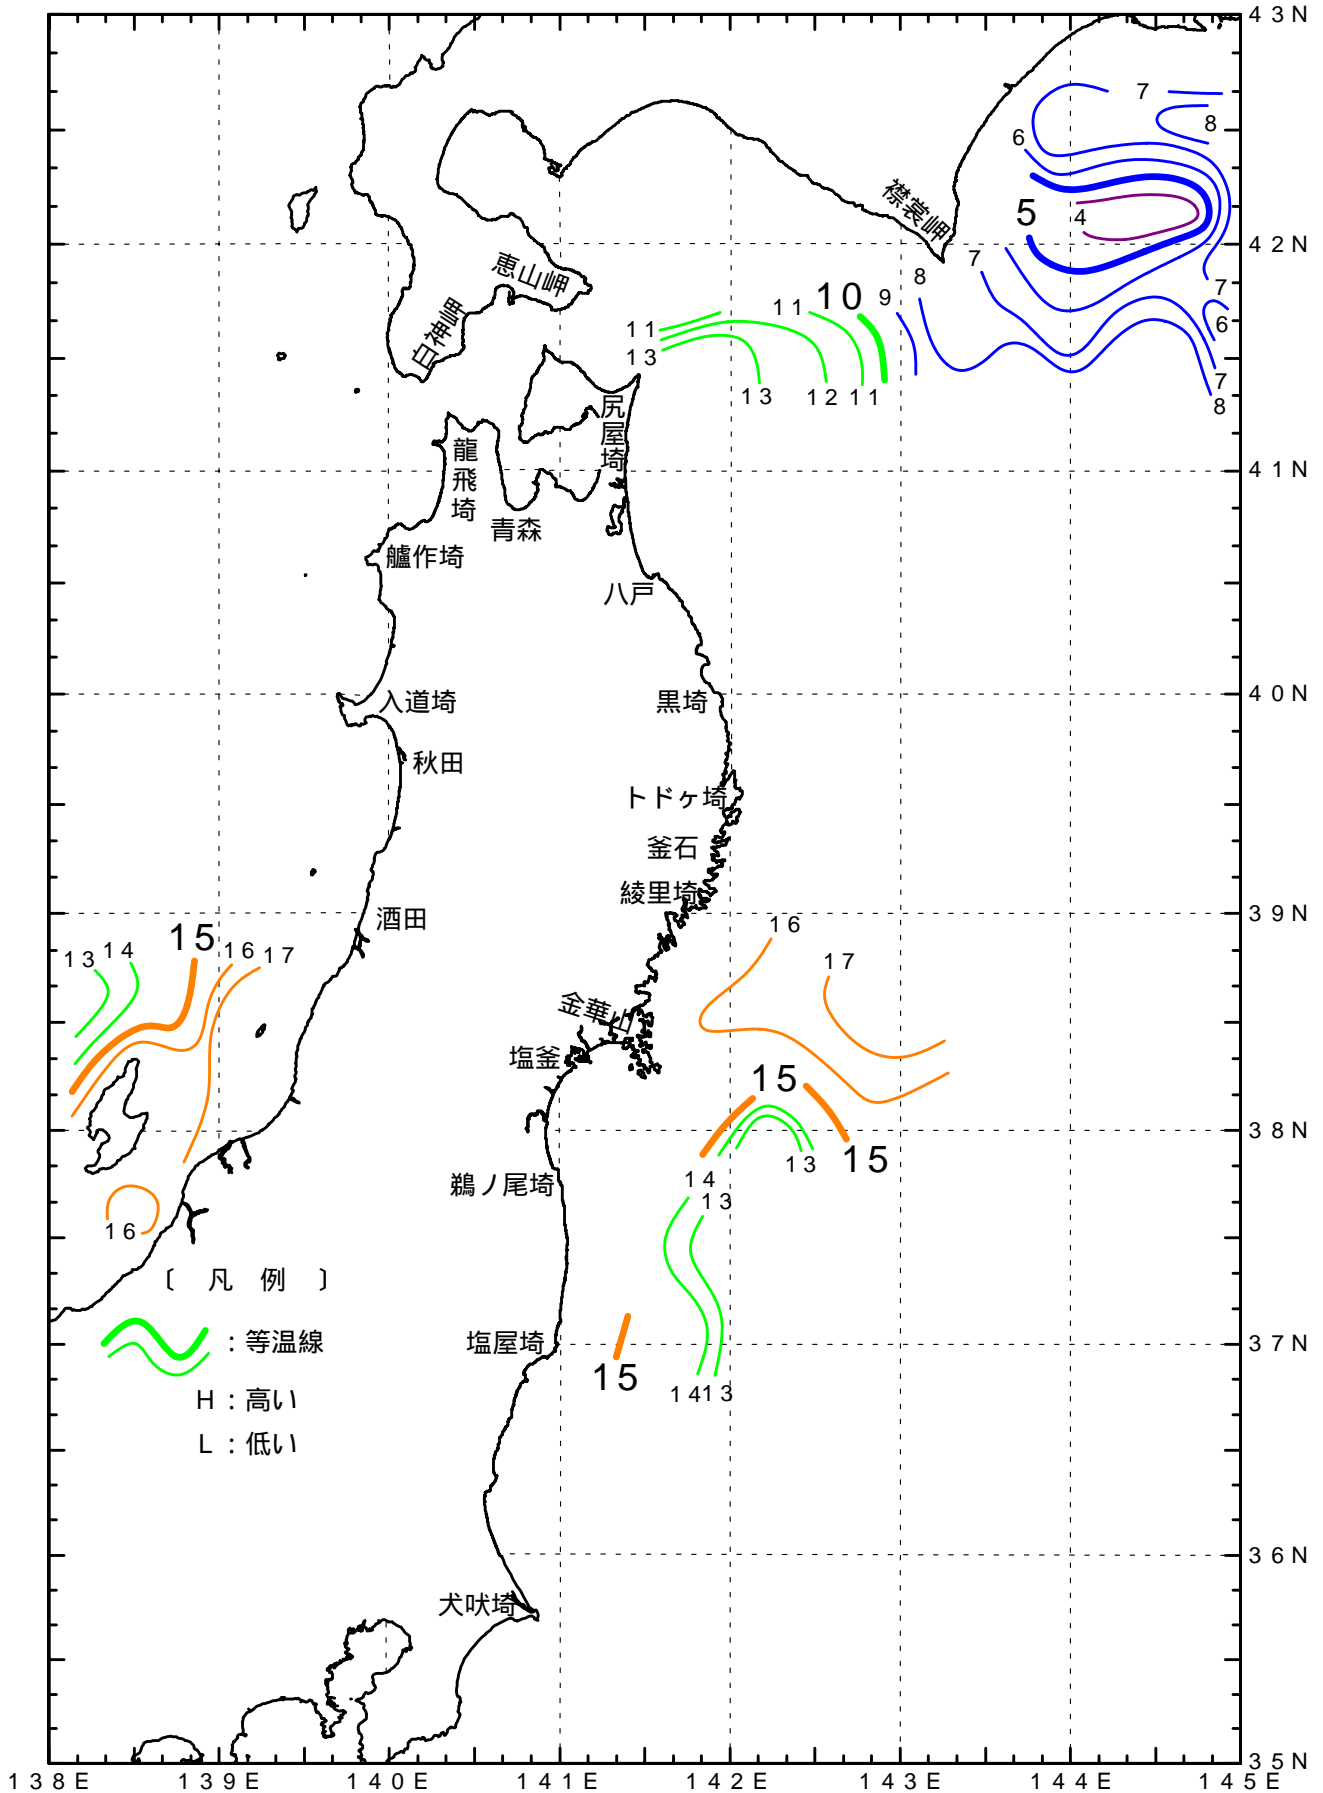 43N
7
8
6
襟裳岬
5
4
42N
7
恵山岬
8
7
10
9
11
11
6
白神岬
13
7
13
12
11
8
尻屋埼
龍飛埼
41N
青森
艫作埼
八戸
入道埼
黒埼
40N
秋田
トドヶ埼
釜石
綾里埼
酒田
39N
16
15
13
14
16
17
17
金華山
塩釜
15
38N
13
15
14
鵜ノ尾埼
13
16
〔 凡 例 〕
:等温線
塩屋埼
37N
15
14
13
H:高い
L:低い
36N
犬吠埼
35N
138E
139E
140E
141E
142E
143E
144E
145E